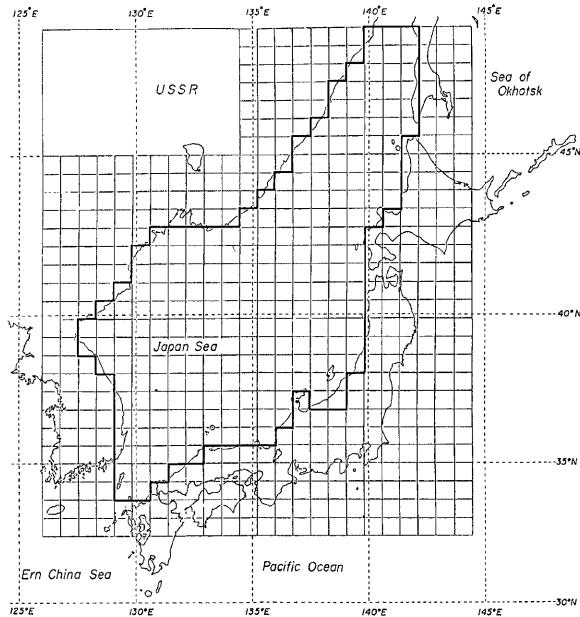 125°E 130°E 135°E 140°E 145°E
USSR
Sea of
Okhotsk
45°N
40°N
Japan Sea
35°N
Ern China Sea
Pacific Ocean
30°N
125°E 130°E 135°E 140°E 145°E